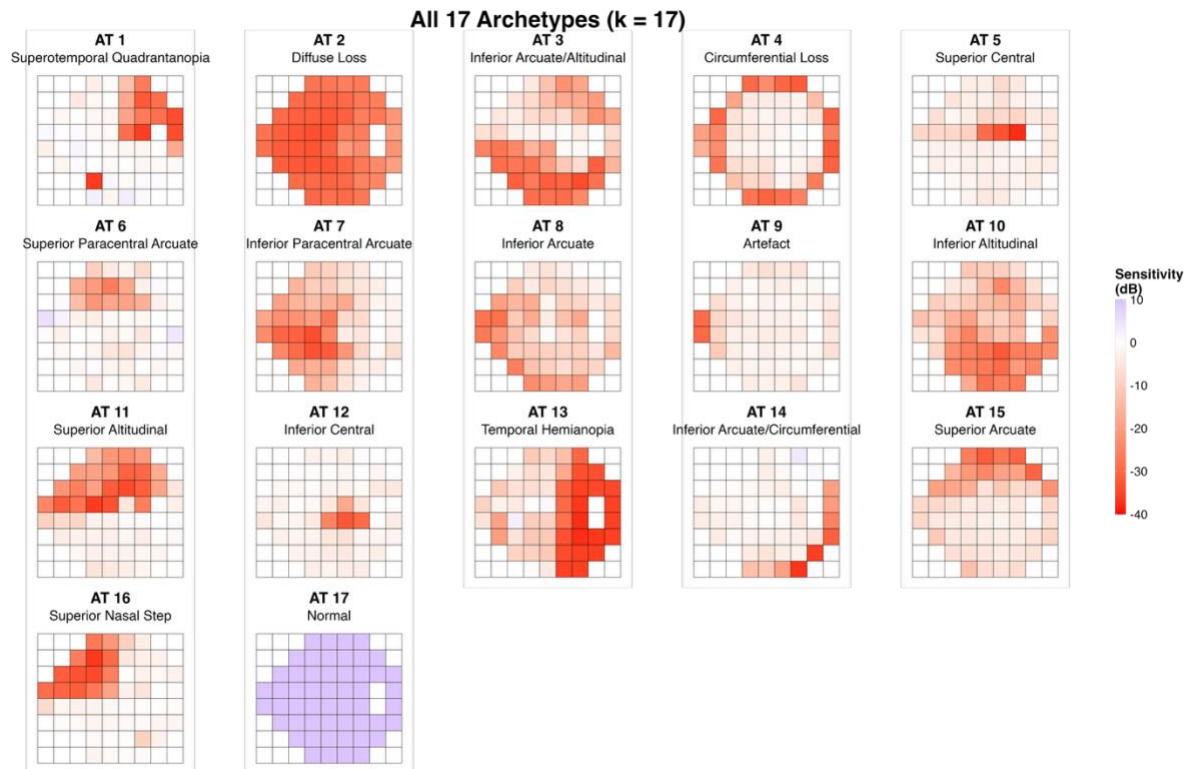 All 17 Archetypes (k = 17)
AT 1
Superotemporal Quadrantanopia
AT 2
Diffuse Loss
AT 3
Inferior Arcuate/Altitudinal
AT 4
Circumferential Loss
AT 5
Superior Central
AT 6
Superior Paracentral Arcuate
AT 7
Inferior Paracentral Arcuate
AT 8
Inferior Arcuate
AT 9
Artefact
AT 10
Inferior Altitudinal
AT 11
Superior Altitudinal
AT 12
Inferior Central
AT 13
Temporal Hemianopia
AT 14
Inferior Arcuate/Circumferential
AT 15
Superior Arcuate
AT 16
Superior Nasal Step
AT 17
Normal
Sensitivity
(dB)
10
0
-10
-20
-30
-40